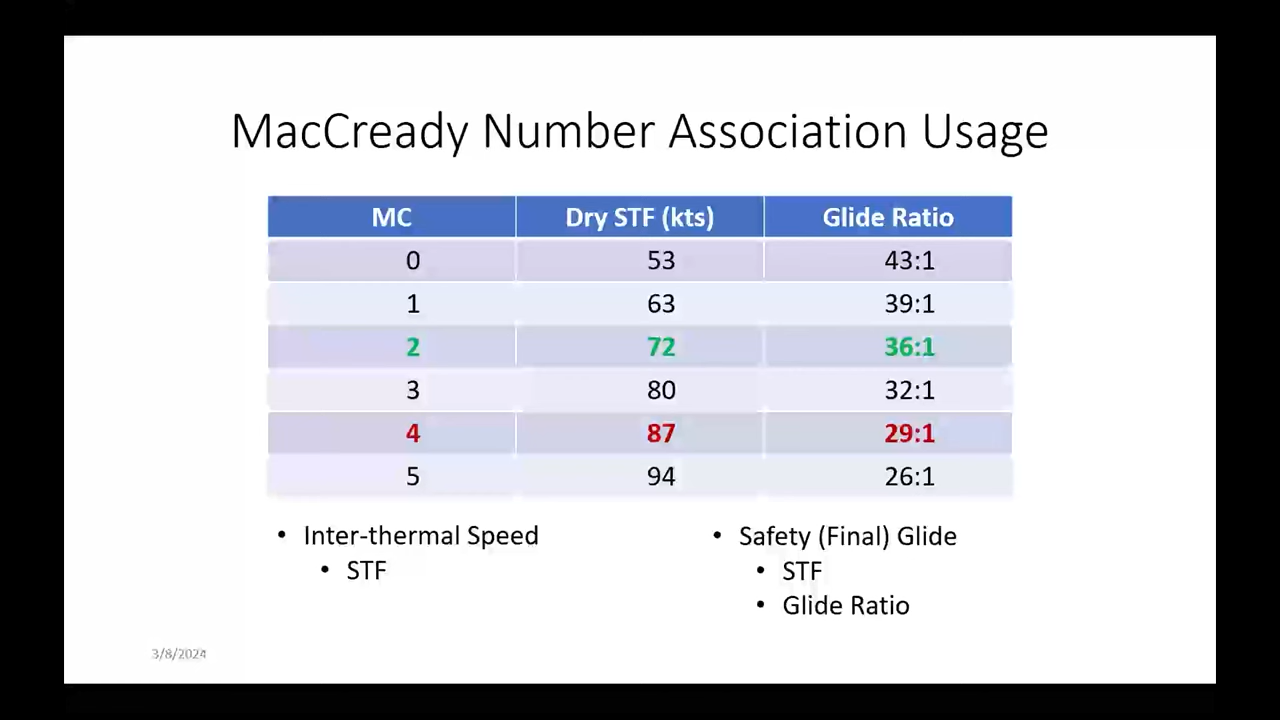 MacCready Number Association Usage
MC Dry STF (kts) Glide Ratio
0 53 43:1
1 63 39:1
2 72 36:1
3 80 32:1
4 87 29:1
5 94 26:1
• Inter-thermal Speed
• STF
• Safety (Final) Glide
• STF
• Glide Ratio
3/8/2024